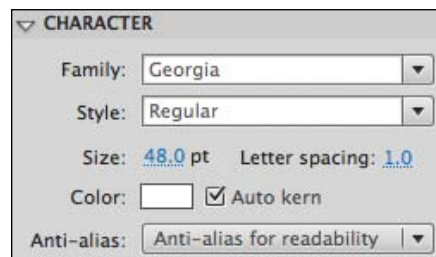 CHARACTER
Family: Georgia
Style: Regular
Size: 48.0 pt Letter spacing: 1.0
Color: Auto kern
Anti-alias: Anti-alias for readability